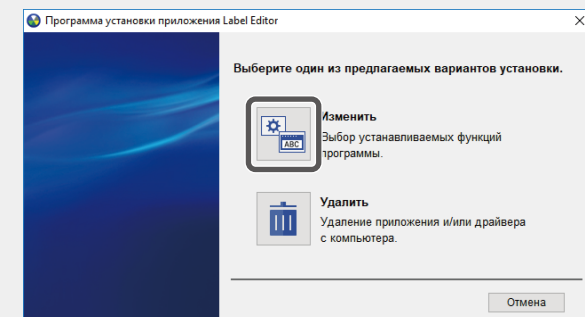 Программа установки приложения Label Editor
Выберите один из предлагаемых вариантов установки.
Изменить
Выбор устанавливаемых функций
программы.
ABC
Удалить
Удаление приложения и/или драйвера
с компьютера.
Отмена